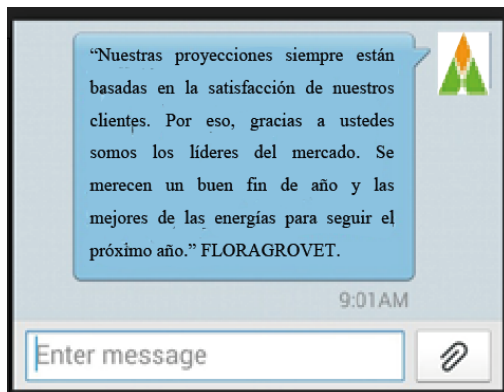 “Nuestras proyecciones siempre están
basadas en la satisfacción de nuestros
clientes. Por eso, gracias a ustedes
somos los líderes del mercado. Se
merecen un buen fin de año y las
mejores de las energías para seguir el
próximo año.” FLORAGROVET.
9:01AM
Enter message